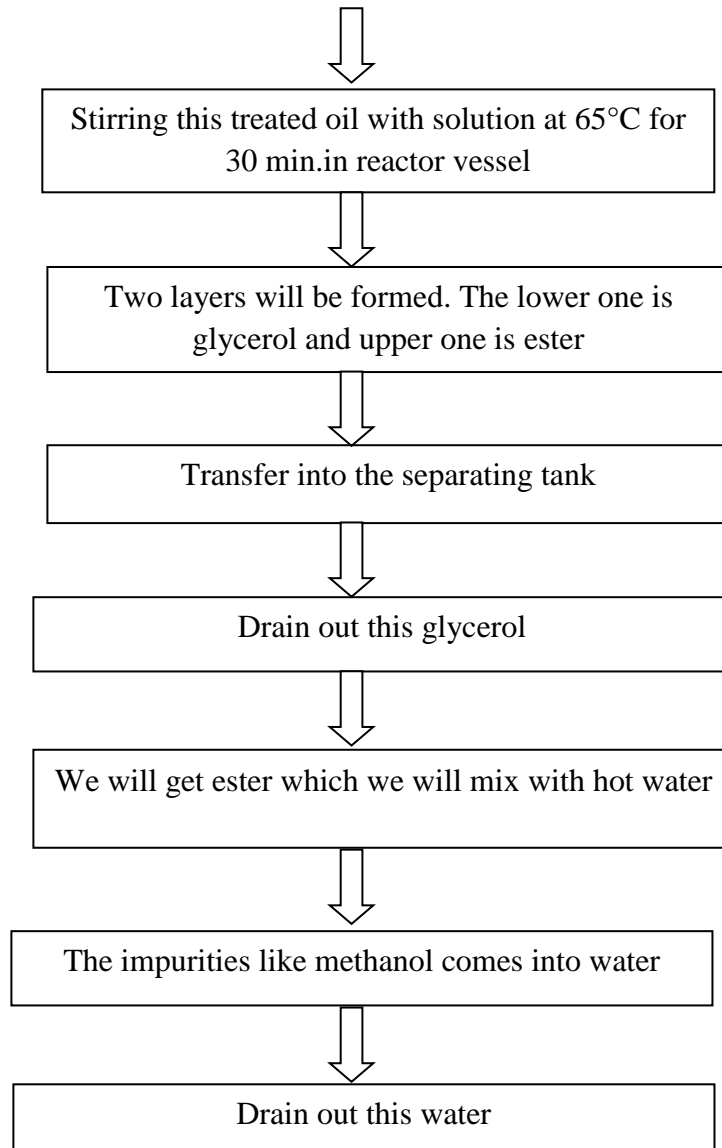 Stirring this treated oil with solution at 65°C for
30 min.in reactor vessel
Two layers will be formed. The lower one is
glycerol and upper one is ester
Transfer into the separating tank
Drain out this glycerol
We will get ester which we will mix with hot water
The impurities like methanol comes into water
Drain out this water